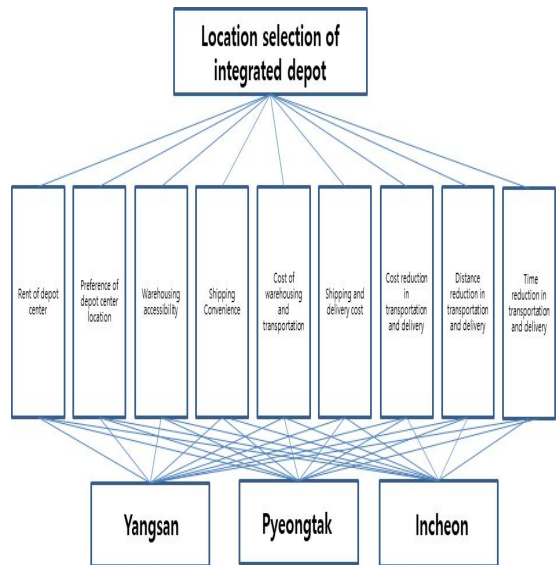 Location selection of
integrated depot
Rent of depot
center
Preference of
depot center
location
Warehousing
accessibility
Shipping
Convenience
Cost of
warehousing
and
transportation
Shipping and
delivery cost
Cost reduction
in
transportation
and delivery
Distance
reduction in
transportation
and delivery
Time
reduction in
transportation
and delivery
Yangsan
Pyeongtak
Incheon